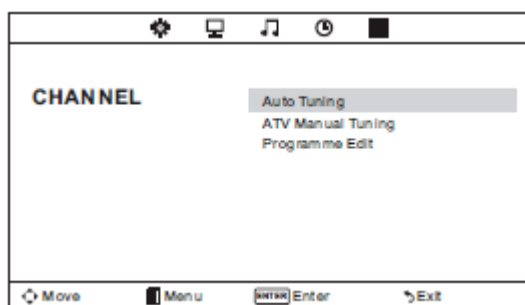 CHANNEL
Auto Tuning
ATV Manual Tuning
Programme Edit
Move Menu ENTER Enter Exit